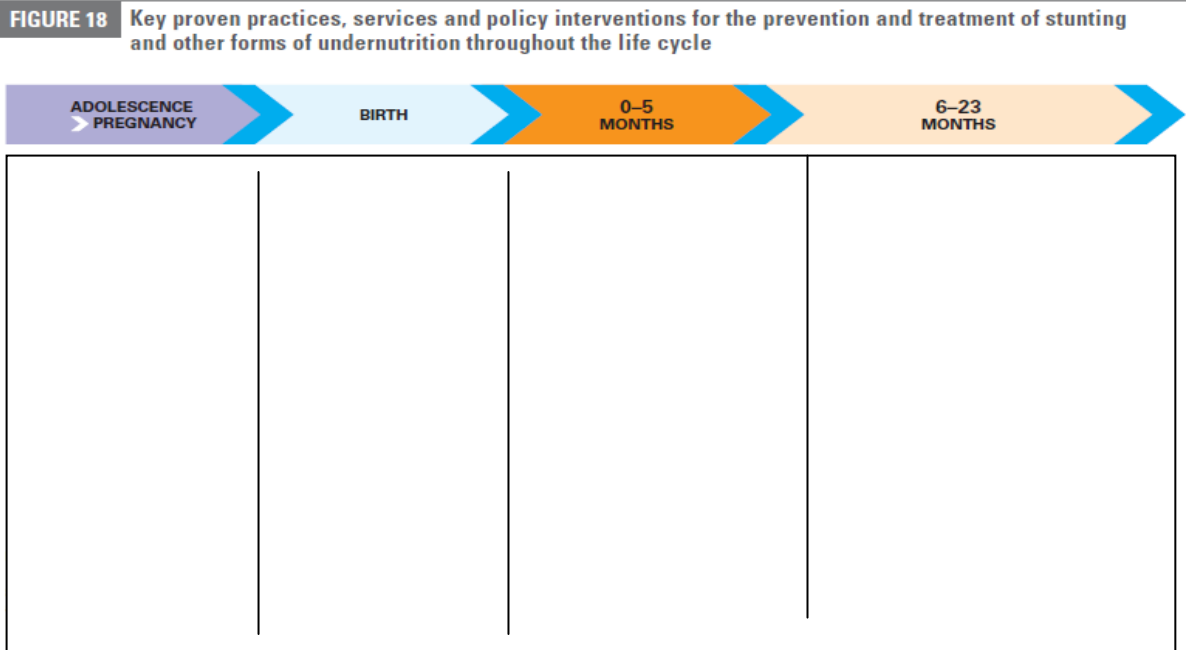 FIGURE 18
Key proven practices, services and policy interventions for the prevention and treatment of stunting
and other forms of undernutrition throughout the life cycle
ADOLESCENCE
PREGNANCY
BIRTH
0–5
MONTHS
6–23
MONTHS